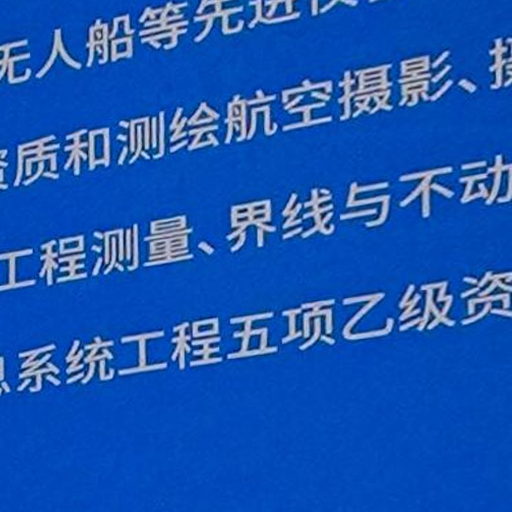 无人船等先进
质和测绘航空摄影、摄
工程测量、界线与不动
息系统工程五项乙级资